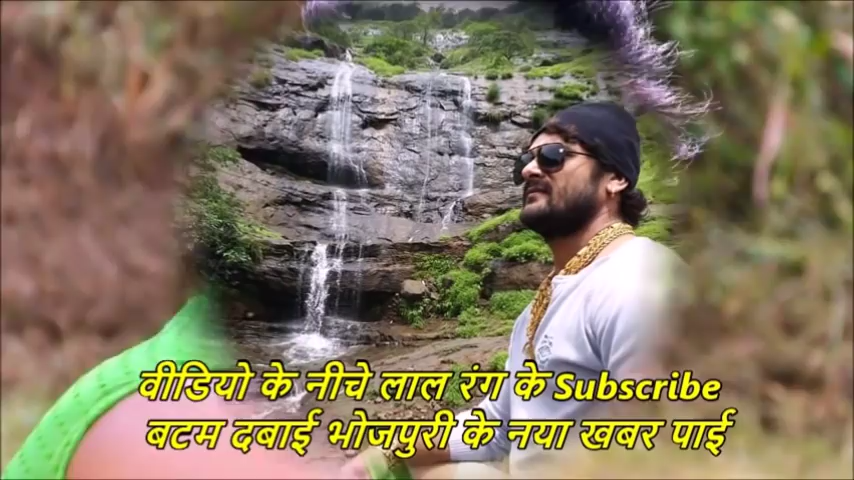 वीडियो के नीचे लाल रंग के Subscribe
बटम दबाई भोजपुरी के नया खबर पाई